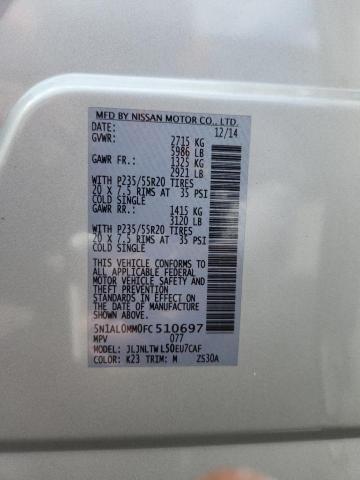 MFD BY NISSAN MOTOR CO., LTD.
DATE: 12/14
GVWR: 2715 KG
5986 LB
GAWR FR: 1325 KG
2921 LB
WITH P235/55R20 TIRES
20 X 7.5 RIMS AT 35 PSI
COLD SINGLE
GAWR RR: 1415 KG
3120 LB
WITH P235/55R20 TIRES
20 X 7.5 RIMS AT 35 PSI
COLD SINGLE
THIS VEHICLE CONFORMS TO
ALL APPLICABLE FEDERAL
MOTOR VEHICLE SAFETY AND
THEFT PREVENTION
STANDARDS IN EFFECT ON
THE DATE OF MANUFACTURE
SHOWN ABOVE.
5N1AL0MM0FC510697
MPV 077
MODEL: JLJNLTWL50EU7CAF
COLOR: K23 TRIM: M ZS30A